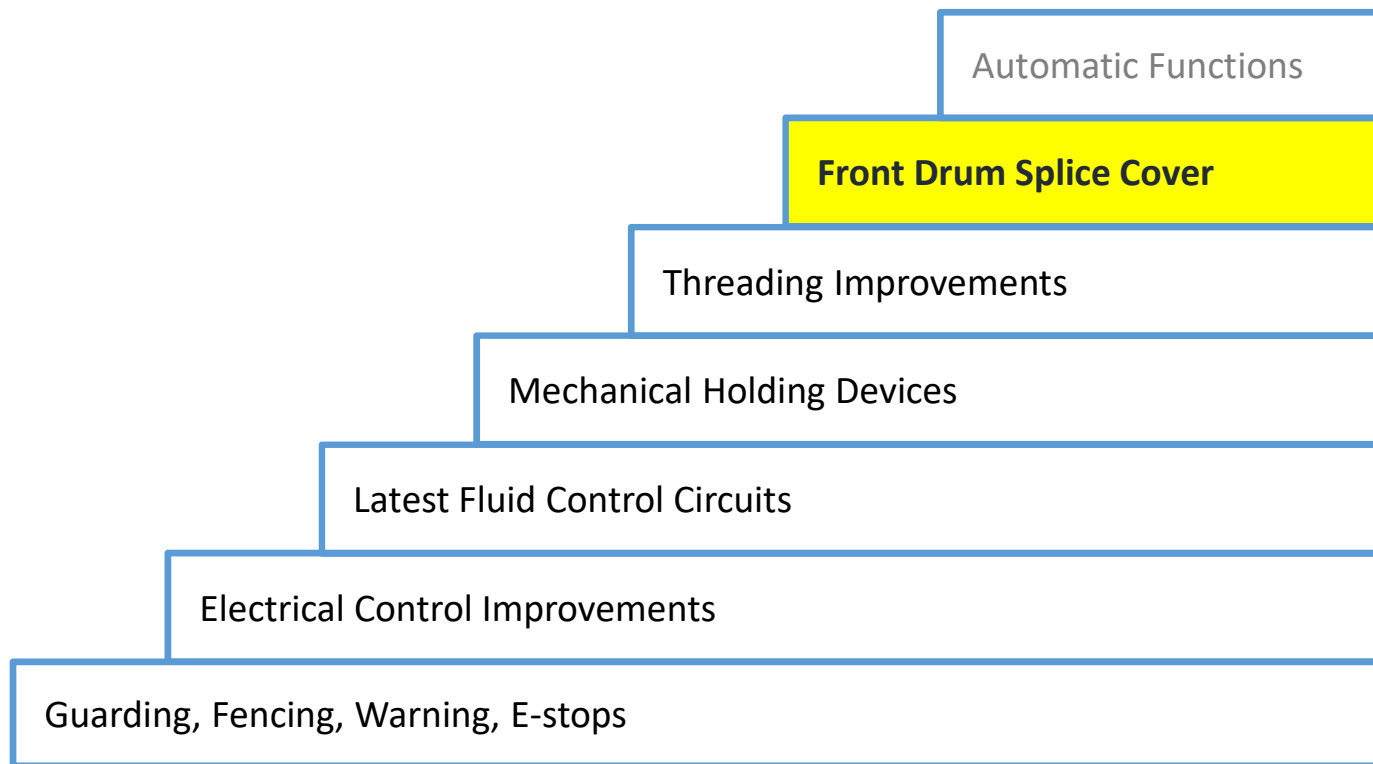 Automatic Functions
Front Drum Splice Cover
Threading Improvements
Mechanical Holding Devices
Latest Fluid Control Circuits
Electrical Control Improvements
Guarding, Fencing, Warning, E-stops